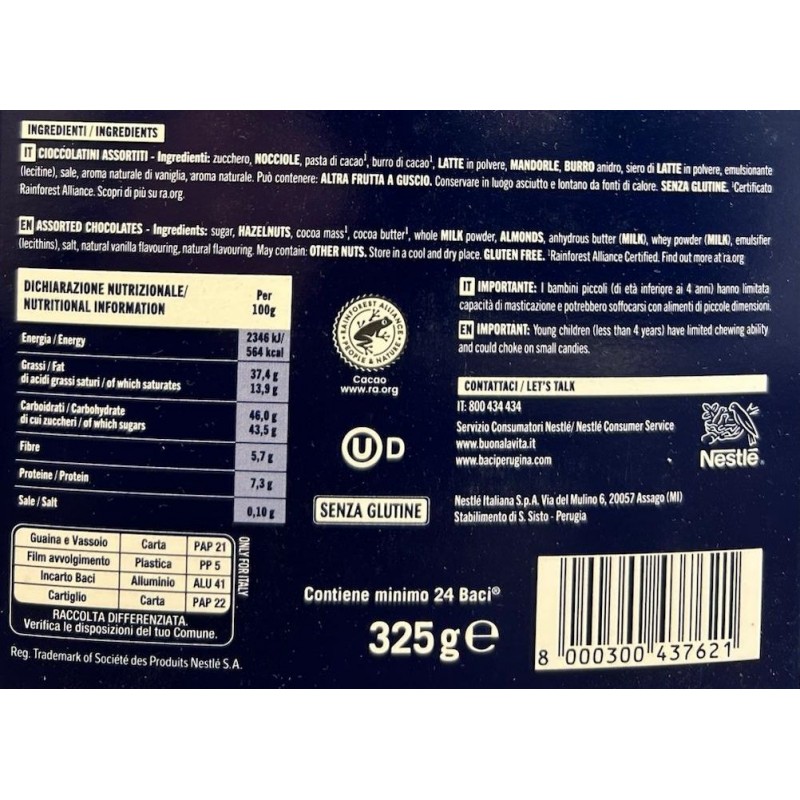 INGREDIENTI / INGREDIENTS
IT CIOCCOLATINI ASSORTITI - Ingredienti: zucchero, NOCCIOLE, pasta di cacao¹, burro di cacao¹, LATTE in polvere, MANDORLE, BURRO anidro, siero di LATTE in polvere, emulsionante
(lecitine), sale, aroma naturale di vaniglia, aroma naturale. Può contenere: ALTRA FRUTTA A GUSCIO. Conservare in luogo asciutto e lontano da fonti di calore. SENZA GLUTINE. ¹Certificato
Rainforest Alliance. Scopri di più su ra.org.
EN ASSORTED CHOCOLATES - Ingredients: sugar, HAZELNUTS, cocoa mass¹, cocoa butter¹, whole MILK powder, ALMONDS, anhydrous butter (MILK), whey powder (MILK), emulsifier
(lecithins), salt, natural vanilla flavouring, natural flavouring. May contain: OTHER NUTS. Store in a cool and dry place. GLUTEN FREE. ¹Rainforest Alliance Certified. Find out more at ra.org
DICHIARAZIONE NUTRIZIONALE/
NUTRITIONAL INFORMATION
Per
100g
Energia / Energy
2346 kJ/
564 kcal
Grassi / Fat 37,4 g
di acidi grassi saturi / of which saturates 13,9 g
Carboidrati / Carbohydrate 46,0 g
di cui zuccheri / of which sugars 43,5 g
Fibre 5,7 g
Proteine / Protein 7,3 g
Sale / Salt 0,10 g
RAINFOREST ALLIANCE
PEOPLE & NATURE
Cacao
www.ra.org
U D
SENZA GLUTINE
IT IMPORTANTE: I bambini piccoli (di età inferiore ai 4 anni) hanno limitata
capacità di masticazione e potrebbero soffocarsi con alimenti di piccole dimensioni.
EN IMPORTANT: Young children (less than 4 years) have limited chewing ability
and could choke on small candies.
CONTATTACI / LET'S TALK
IT: 800 434 434
Servizio Consumatori Nestlé/ Nestlé Consumer Service
www.buonalavita.it
www.baciperugina.com
Nestlé®
Nestlé Italiana S.p.A. Via del Mulino 6, 20057 Assago (MI)
Stabilimento di S. Sisto - Perugia
Guaina e Vassoio Carta PAP 21
Film avvolgimento Plastica PP 5
Incarto Baci Alluminio ALU 41
Cartiglio Carta PAP 22
RACCOLTA DIFFERENZIATA.
Verifica le disposizioni del tuo Comune.
ONLY FOR ITALY
Reg. Trademark of Société des Produits Nestlé S.A.
Contiene minimo 24 Baci®
325 g e
8 000300 437621